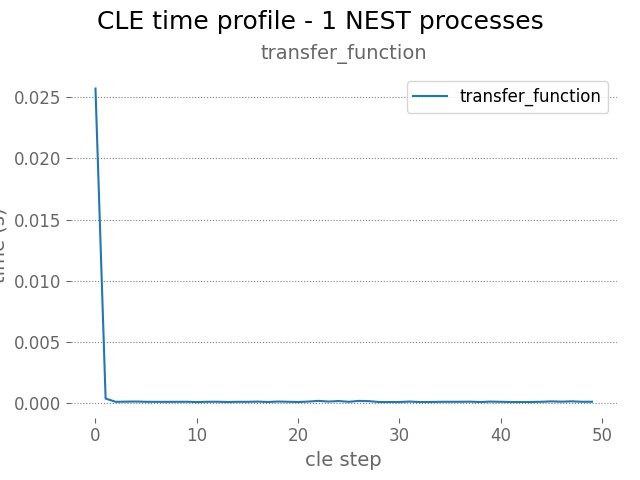 CLE time profile - 1 NEST processes
transfer_function
transfer_function
0.025
0.020
0.015
0.010
0.005
0.000
time (s)
0 10 20 30 40 50
cle step